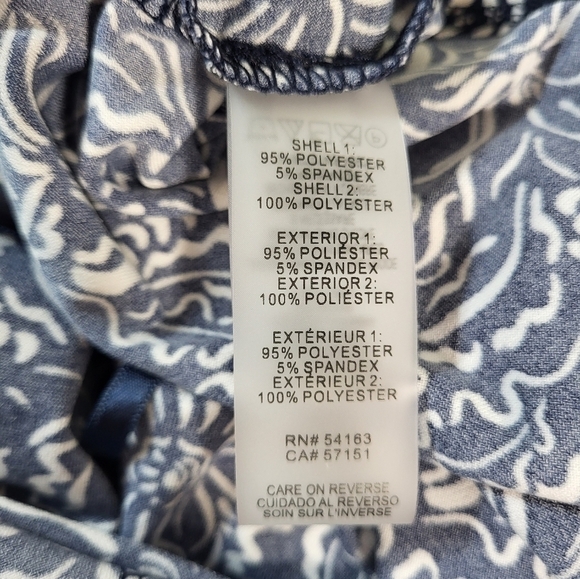 SHELL 1:
95% POLYESTER
5% SPANDEX
SHELL 2:
100% POLYESTER
EXTERIOR 1:
95% POLIÉSTER
5% SPANDEX
EXTERIOR 2:
100% POLIÉSTER
EXTÉRIEUR 1:
95% POLYESTER
5% SPANDEX
EXTÉRIEUR 2:
100% POLYESTER
RN# 54163
CA# 57151
CARE ON REVERSE
CUIDADO AL REVERSO
SOIN SUR L'INVERSE